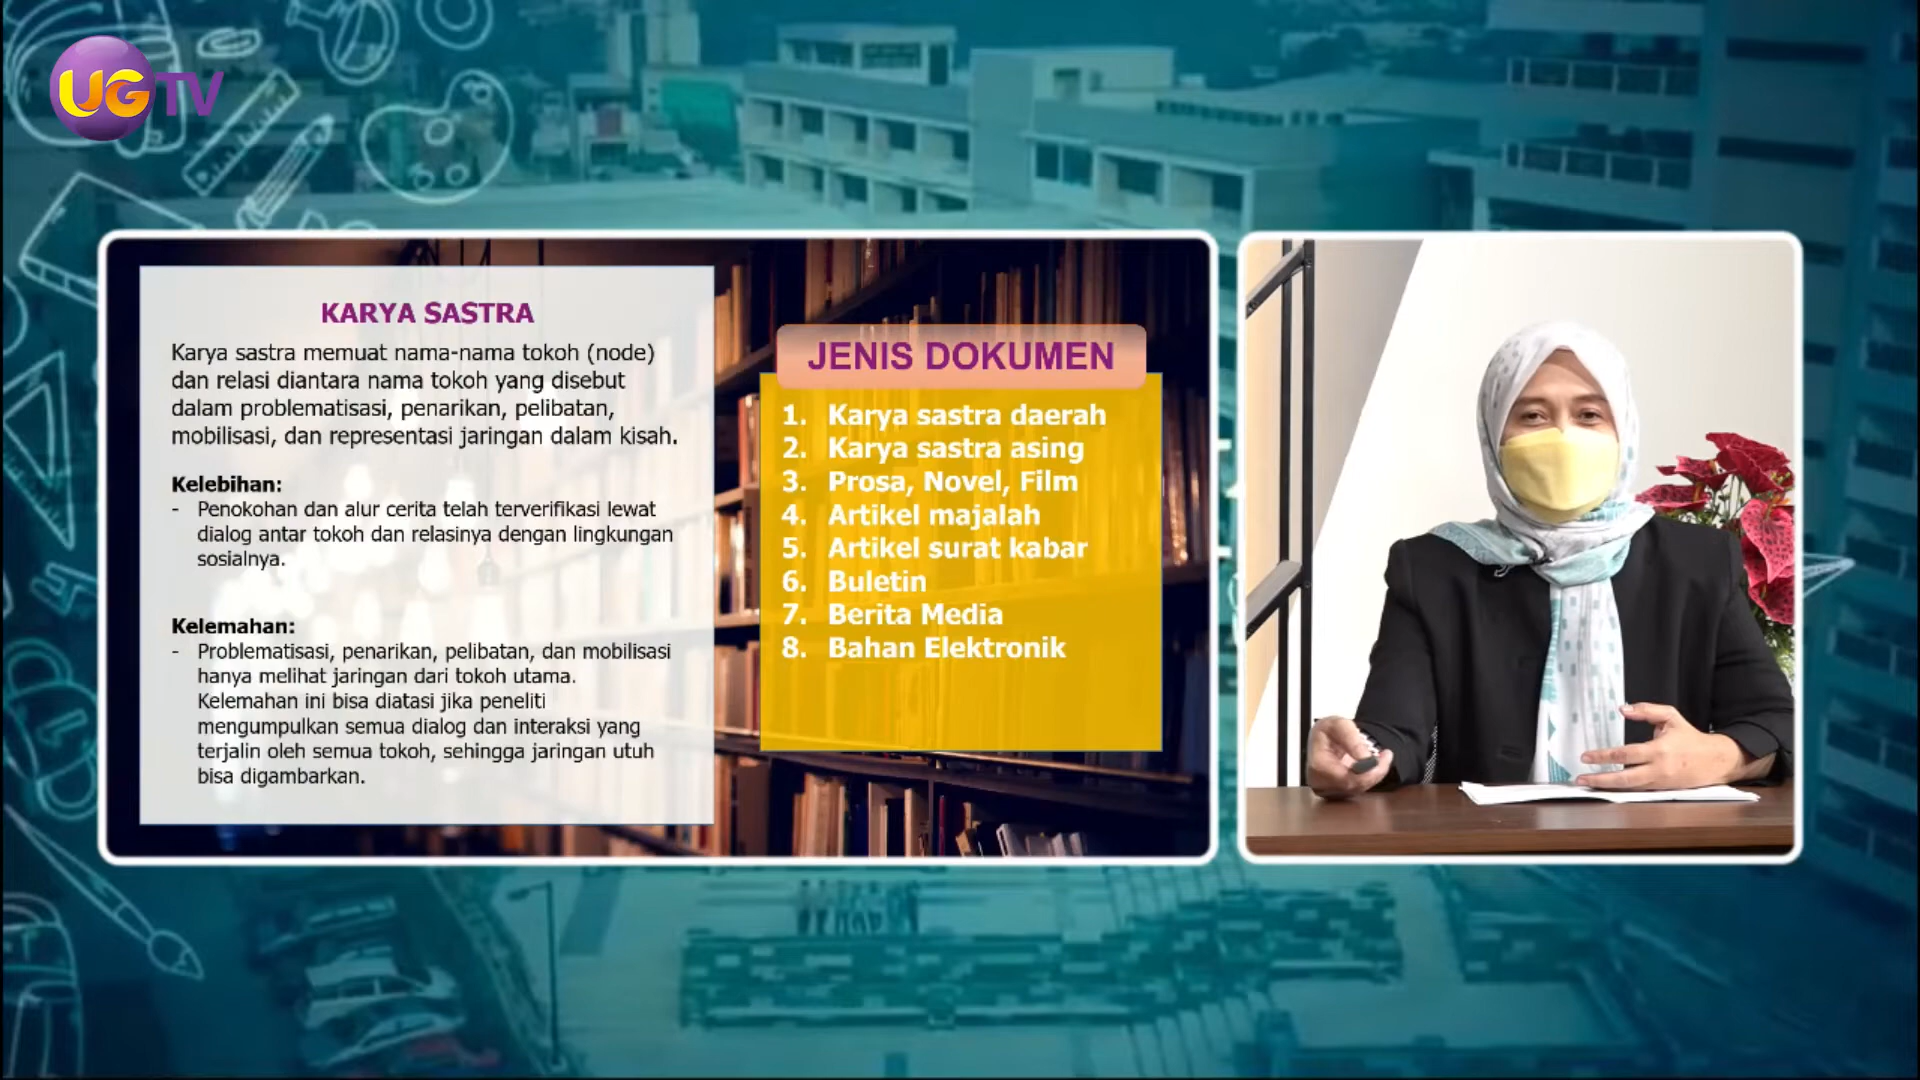 UGTV
KARYA SASTRA
Karya sastra memuat nama-nama tokoh (node)
dan relasi diantara nama tokoh yang disebut
dalam problematisasi, penarikan, pelibatan,
mobilisasi, dan representasi jaringan dalam kisah.
Kelebihan:
- Penokohan dan alur cerita telah terverifikasi lewat
dialog antar tokoh dan relasinya dengan lingkungan
sosialnya.
Kelemahan:
- Problematisasi, penarikan, pelibatan, dan mobilisasi
hanya melihat jaringan dari tokoh utama.
Kelemahan ini bisa diatasi jika peneliti
mengumpulkan semua dialog dan interaksi yang
terjalin oleh semua tokoh, sehingga jaringan utuh
bisa digambarkan.
JENIS DOKUMEN
1. Karya sastra daerah
2. Karya sastra asing
3. Prosa, Novel, Film
4. Artikel majalah
5. Artikel surat kabar
6. Buletin
7. Berita Media
8. Bahan Elektronik